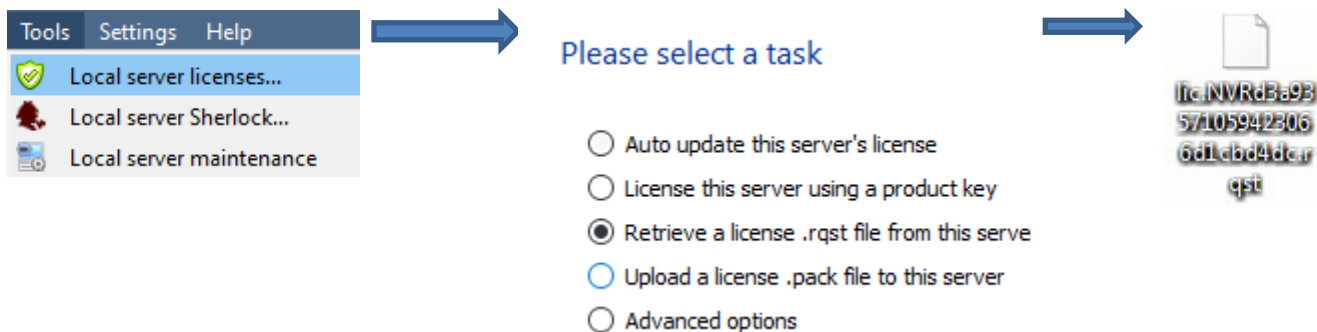 Tools Settings Help
Local server licenses...
Local server Sherlock...
Local server maintenance
Please select a task
Auto update this server's license
License this server using a product key
Retrieve a license .rqst file from this serve
Upload a license .pack file to this server
Advanced options
lic.NVRd3a93
57105942306
6d1cbd4dc.r
qst